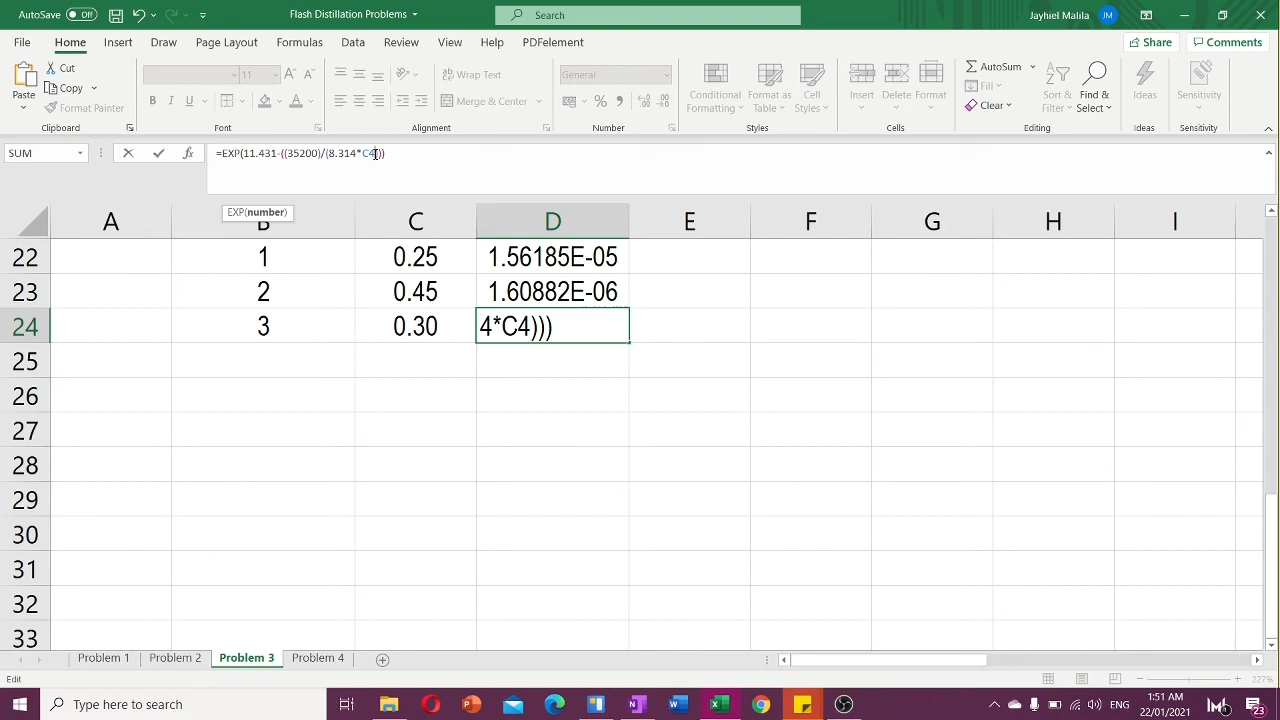 AutoSave Off Flash Distillation Problems Search Jayhiel Malila JM
File Home Insert Draw Page Layout Formulas Data Review View Help PDFelement Share Comments
Paste Cut Copy Format Painter
11 General
Wrap Text Merge & Center
Conditional Formatting Format as Table Cell Styles
Insert Delete Format
AutoSum Fill Clear
Sort & Filter Find & Select Ideas Sensitivity
Clipboard Font Alignment Number Styles Cells Editing Ideas Sensitivity
SUM fx =EXP(11.431-((35200)/(8.314*C4)))
EXP(number)
A B C D E F G H I
22 1 0.25 1.56185E-05
23 2 0.45 1.60882E-06
24 3 0.30 4*C4)))
25
26
27
28
29
30
31
32
33
Problem 1 Problem 2 Problem 3 Problem 4
Edit 227%
Type here to search ENG 1:51 AM
22/01/2021 23